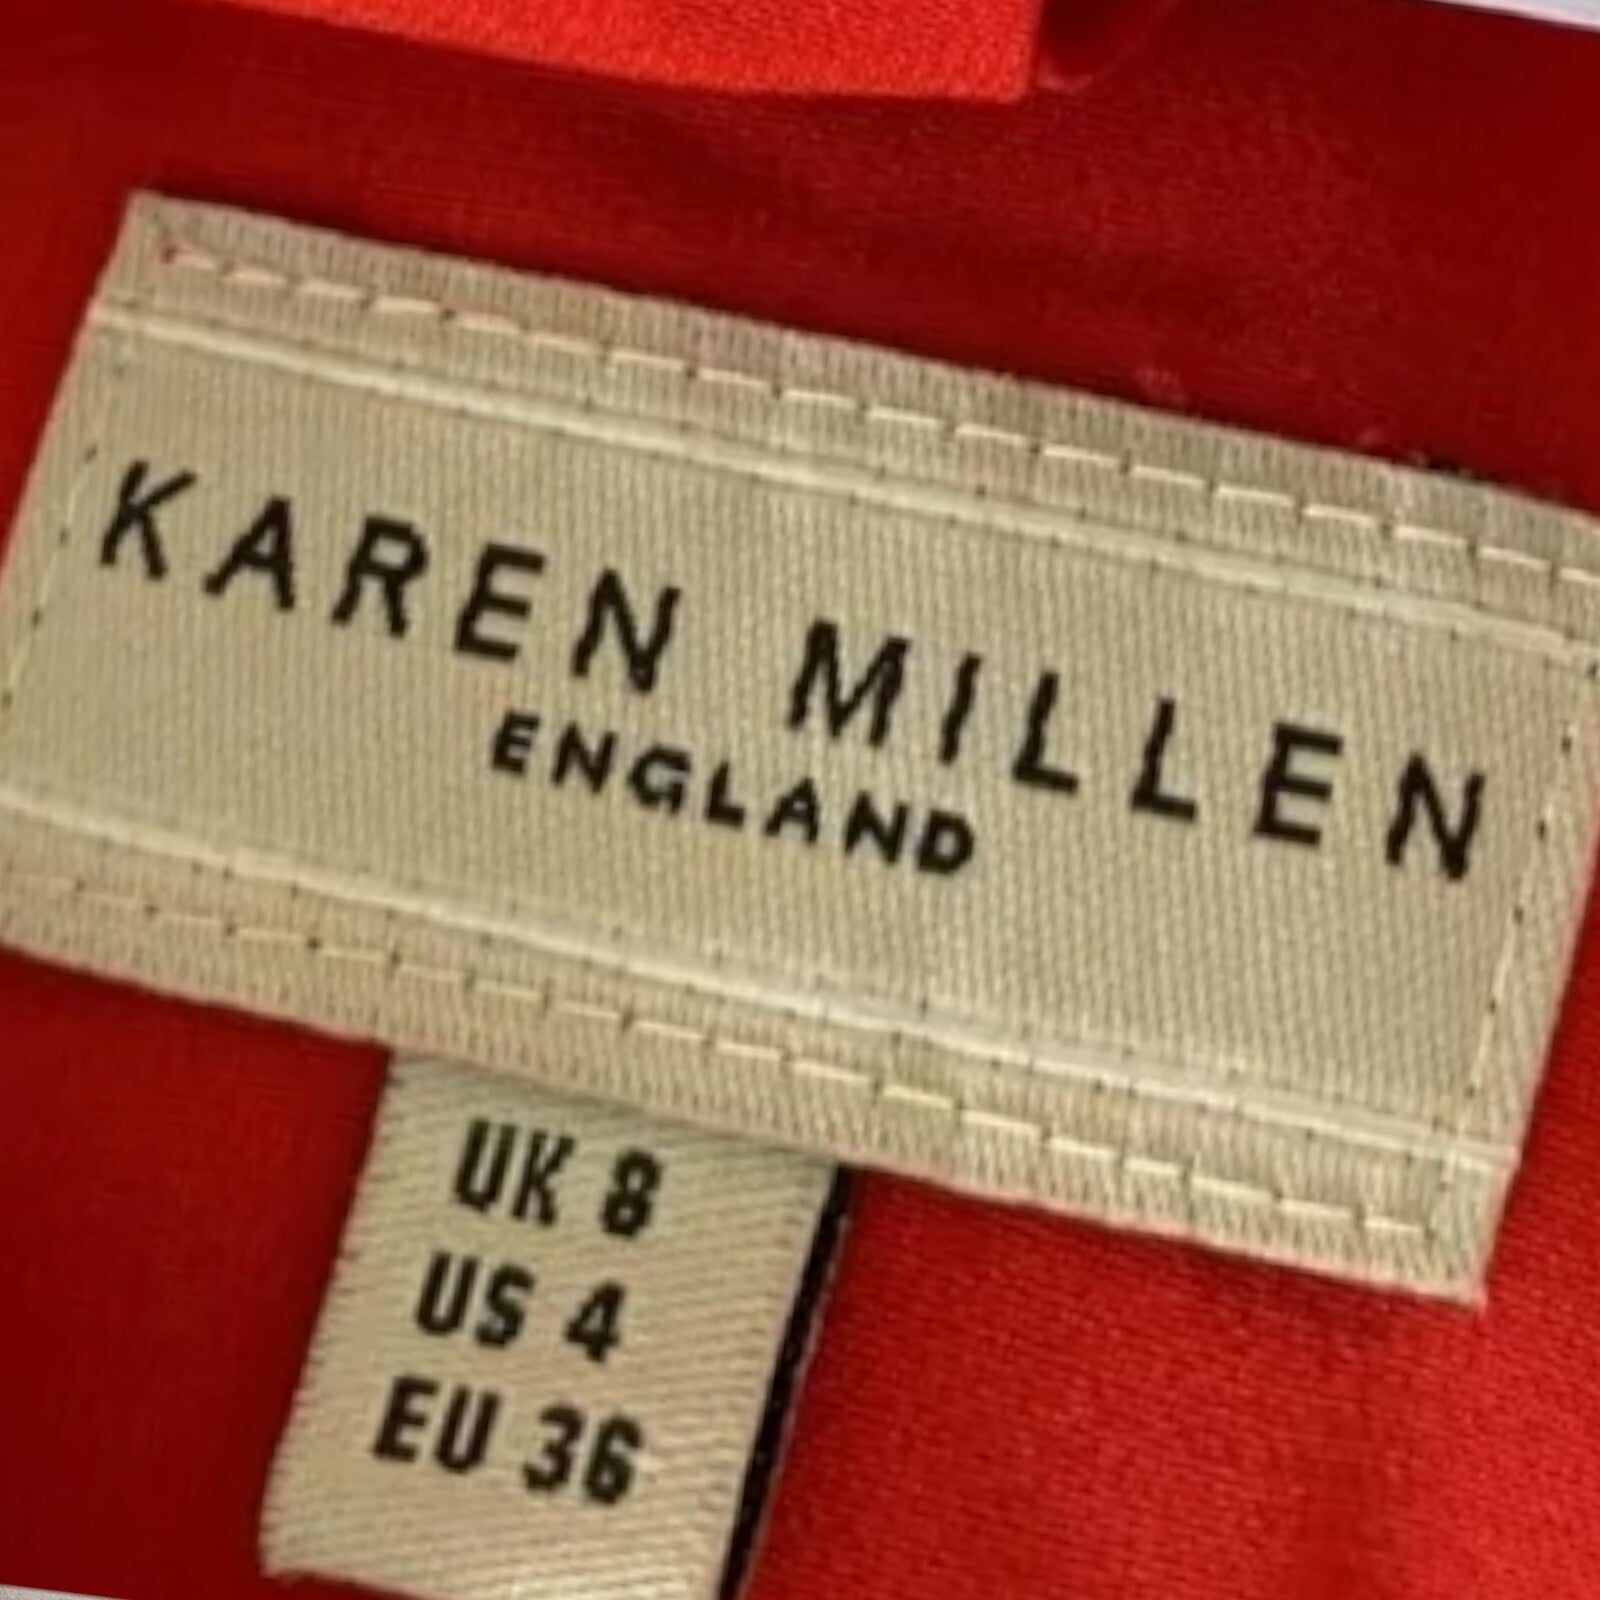 KAREN MILLEN
ENGLAND
UK 8
US 4
EU 36